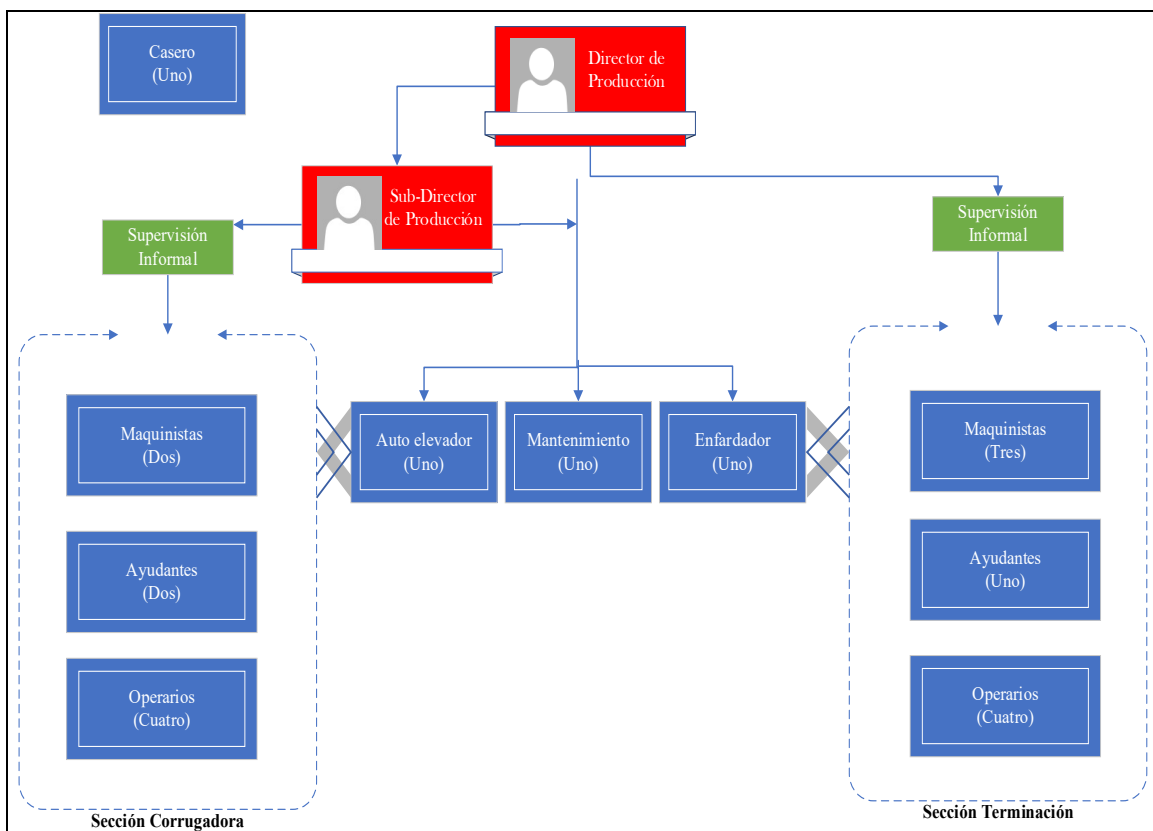 Casero
(Uno)
Director de
Producción
Sub-Director
de Producción
Supervisión
Informal
Supervisión
Informal
Maquinistas
(Dos)
Auto elevador
(Uno)
Mantenimiento
(Uno)
Enfardador
(Uno)
Maquinistas
(Tres)
Ayudantes
(Dos)
Ayudantes
(Uno)
Operarios
(Cuatro)
Operarios
(Cuatro)
Sección Corrugadora
Sección Terminación